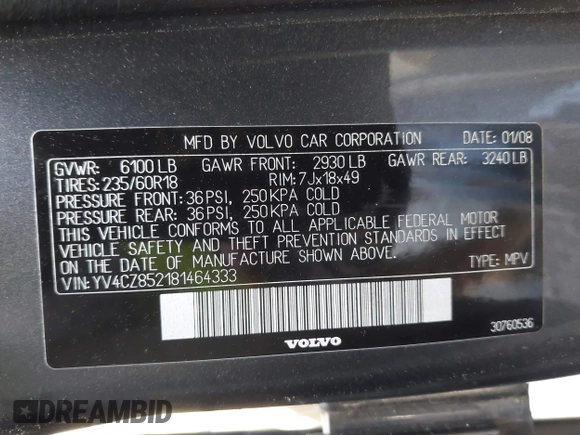 MFD BY VOLVO CAR CORPORATION DATE: 01/08
GVWR: 6100 LB GAWR FRONT: 2930 LB GAWR REAR: 3240 LB
TIRES: 235/60R18 RIM: 7Jx18x49
PRESSURE FRONT: 36 PSI, 250 KPA COLD
PRESSURE REAR: 36 PSI, 250 KPA COLD
THIS VEHICLE CONFORMS TO ALL APPLICABLE FEDERAL MOTOR
VEHICLE SAFETY AND THEFT PREVENTION STANDARDS IN EFFECT
ON THE DATE OF MANUFACTURE SHOWN ABOVE.
VIN: YV4CZ852181464333 TYPE: MPV
VOLVO 30760536
DREAMBID